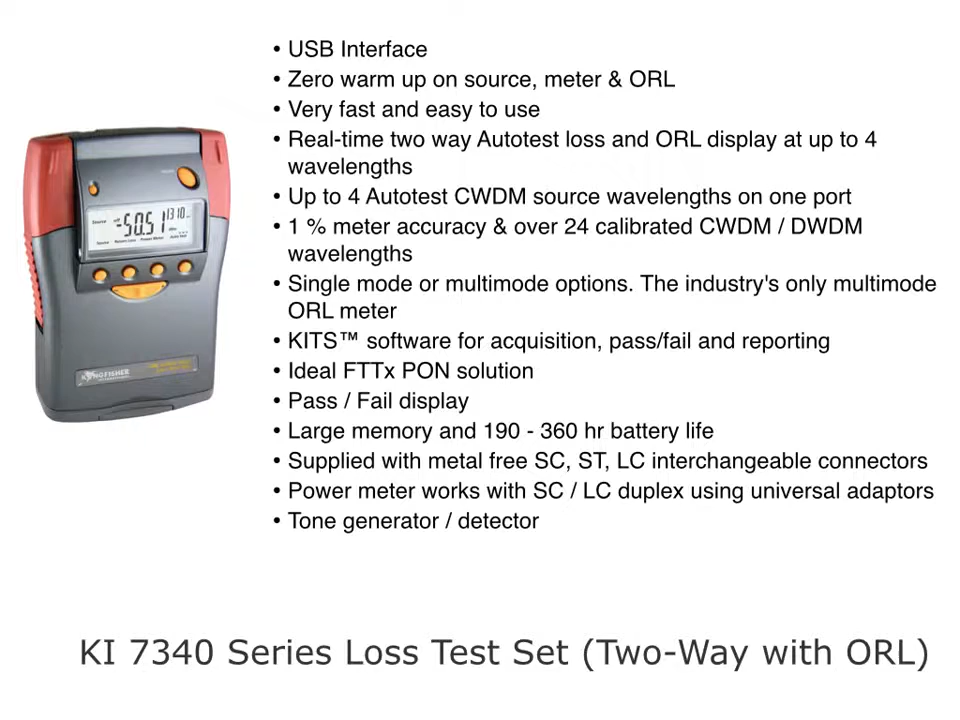 • USB Interface
• Zero warm up on source, meter & ORL
• Very fast and easy to use
• Real-time two way Autotest loss and ORL display at up to 4
wavelengths
• Up to 4 Autotest CWDM source wavelengths on one port
• 1 % meter accuracy & over 24 calibrated CWDM / DWDM
wavelengths
• Single mode or multimode options. The industry's only multimode
ORL meter
• KITS™ software for acquisition, pass/fail and reporting
• Ideal FTTx PON solution
• Pass / Fail display
• Large memory and 190 - 360 hr battery life
• Supplied with metal free SC, ST, LC interchangeable connectors
• Power meter works with SC / LC duplex using universal adaptors
• Tone generator / detector
Source
-50.51
1310
KINGFISHER
KI 7340 Series Loss Test Set (Two-Way with ORL)